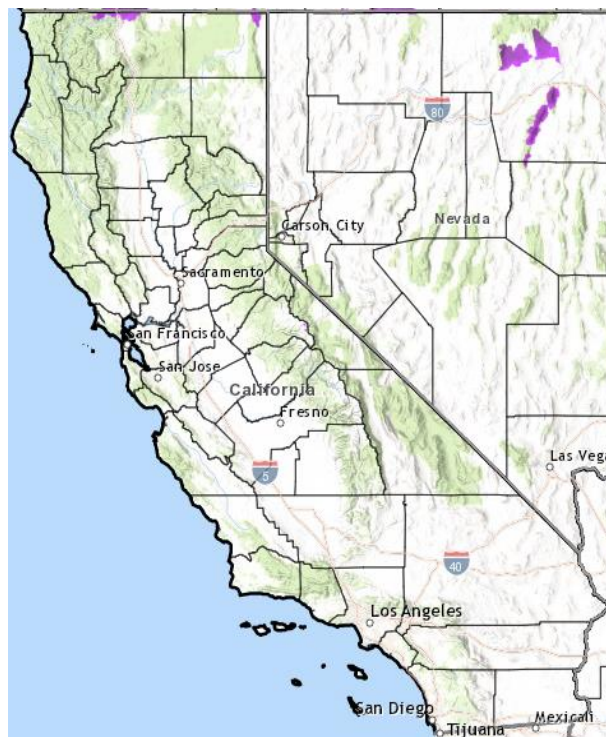 80
Nevada
Carson City
Sacramento
San Francisco
San Jose
California
Fresno
Las Vega
5
40
Los Angeles
San Diego
Mexicali
Tijuana